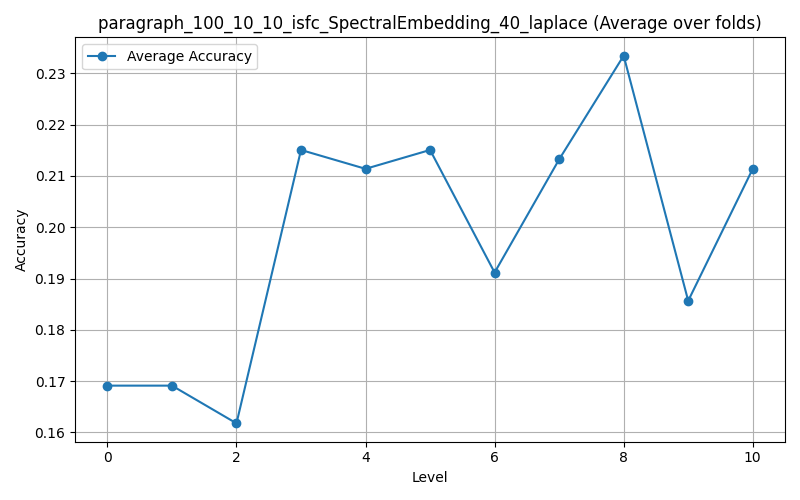 paragraph_100_10_10_isfc_SpectralEmbedding_40_laplace (Average over folds)
Average Accuracy
0.23
0.22
0.21
0.20
0.19
0.18
0.17
0.16
Accuracy
0 2 4 6 8 10
Level